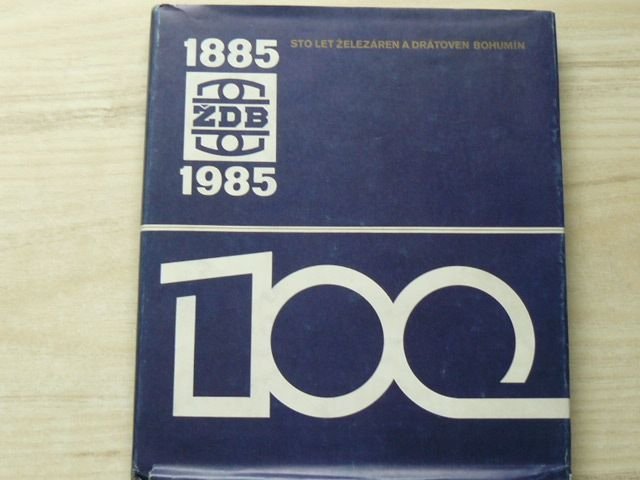 1885
STO LET ŽELEZÁREN A DRÁTOVEN BOHUMÍN
ŽDB
1985
100